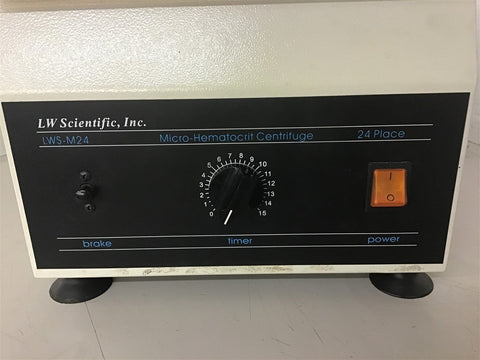 LW Scientific, Inc.
LWS-M24 Micro-Hematocrit Centrifuge 24 Place
0 1 2 3 4 5 6 7 8 9 10 11 12 13 14 15
I
O
brake timer power